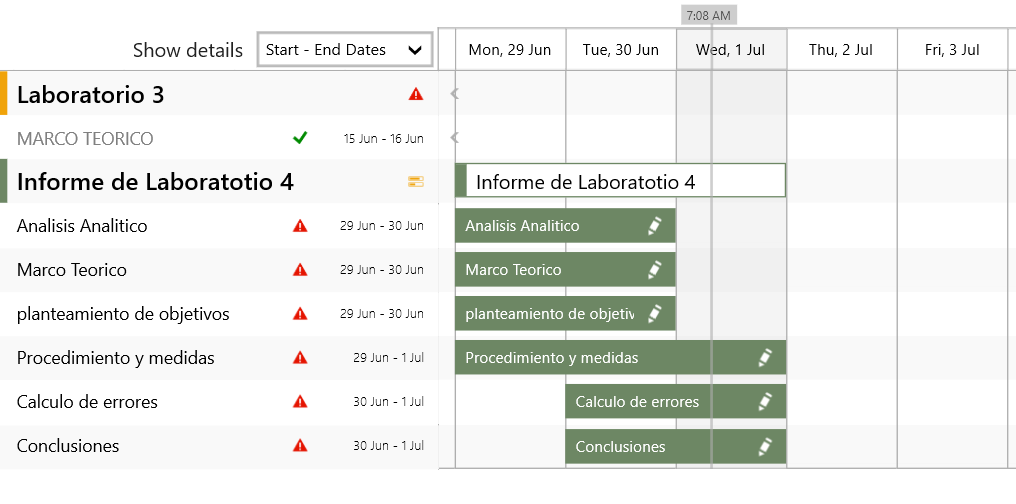 7:08 AM
Show details Start - End Dates Mon, 29 Jun Tue, 30 Jun Wed, 1 Jul Thu, 2 Jul Fri, 3 Jul
Laboratorio 3
MARCO TEORICO 15 Jun - 16 Jun
Informe de Laboratotio 4 Informe de Laboratotio 4
Analisis Analitico 29 Jun - 30 Jun Analisis Analitico
Marco Teorico 29 Jun - 30 Jun Marco Teorico
planteamiento de objetivos 29 Jun - 30 Jun planteamiento de objetiv
Procedimiento y medidas 29 Jun - 1 Jul Procedimiento y medidas
Calculo de errores 30 Jun - 1 Jul Calculo de errores
Conclusiones 30 Jun - 1 Jul Conclusiones